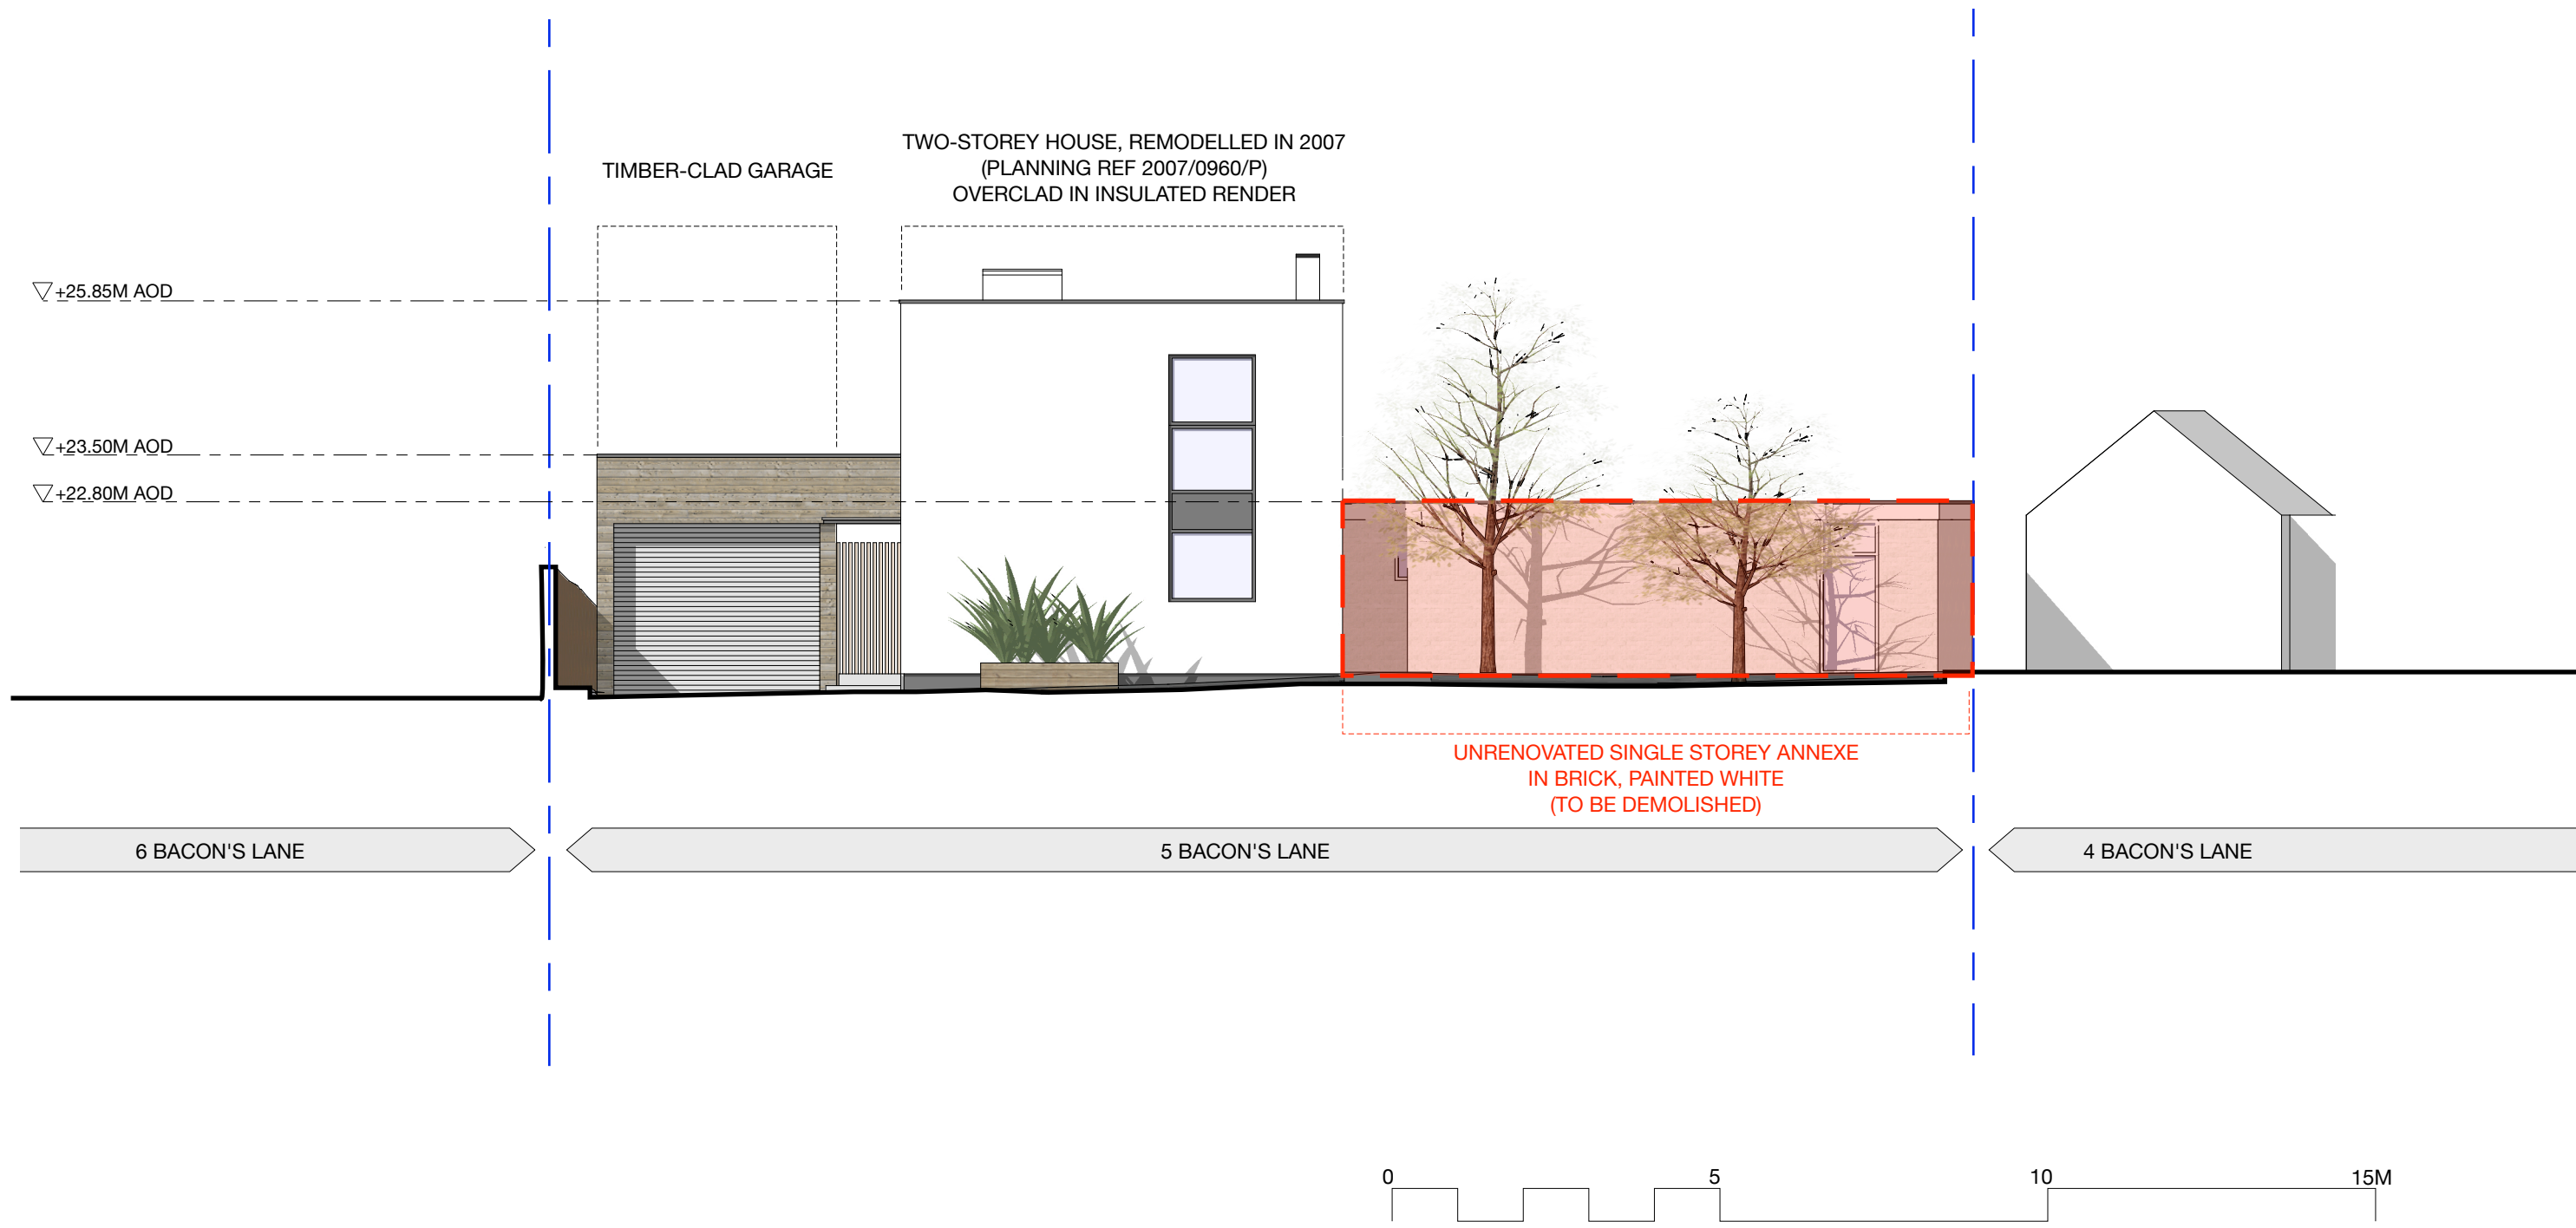 TWO-STOREY HOUSE, REMODELLED IN 2007
(PLANNING REF 2007/0960/P)
OVERCLAD IN INSULATED RENDER
TIMBER-CLAD GARAGE
+25.85M AOD
+23.50M AOD
+22.80M AOD
UNRENOVATED SINGLE STOREY ANNEXE
IN BRICK, PAINTED WHITE
(TO BE DEMOLISHED)
6 BACON'S LANE
5 BACON'S LANE
4 BACON'S LANE
0 5 10 15M